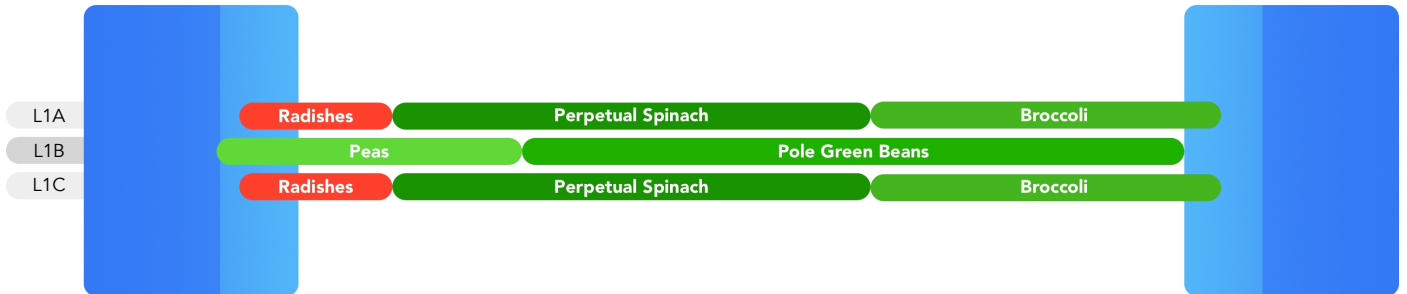 L1A Radishes Perpetual Spinach Broccoli
L1B Peas Pole Green Beans
L1C Radishes Perpetual Spinach Broccoli